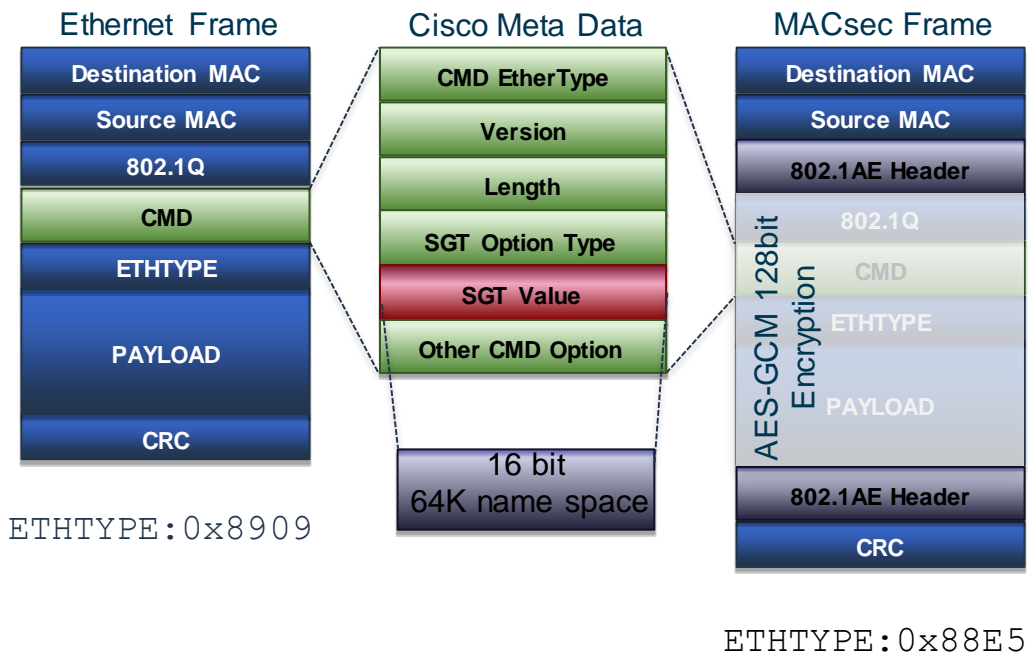 Ethernet Frame
Destination MAC
Source MAC
802.1Q
CMD
ETHTYPE
PAYLOAD
CRC
ETHTYPE:0x8909
Cisco Meta Data
CMD EtherType
Version
Length
SGT Option Type
SGT Value
Other CMD Option
16 bit
64K name space
MACsec Frame
Destination MAC
Source MAC
802.1AE Header
802.1Q
CMD
ETHTYPE
PAYLOAD
AES-GCM 128bit
Encryption
802.1AE Header
CRC
ETHTYPE:0x88E5